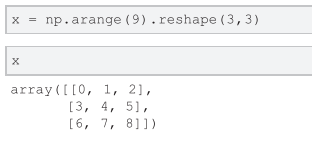 x = np.arange(9).reshape(3,3)
x
array([[0, 1, 2],
       [3, 4, 5],
       [6, 7, 8]])